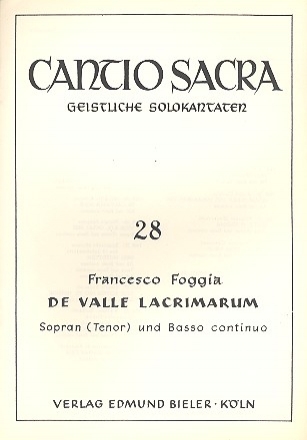 CANTIO SACRA
GEISTLICHE SOLOKANTATEN
28
Francesco Foggia
DE VALLE LACRIMARUM
Sopran (Tenor) und Basso continuo
VERLAG EDMUND BIELER · KÖLN